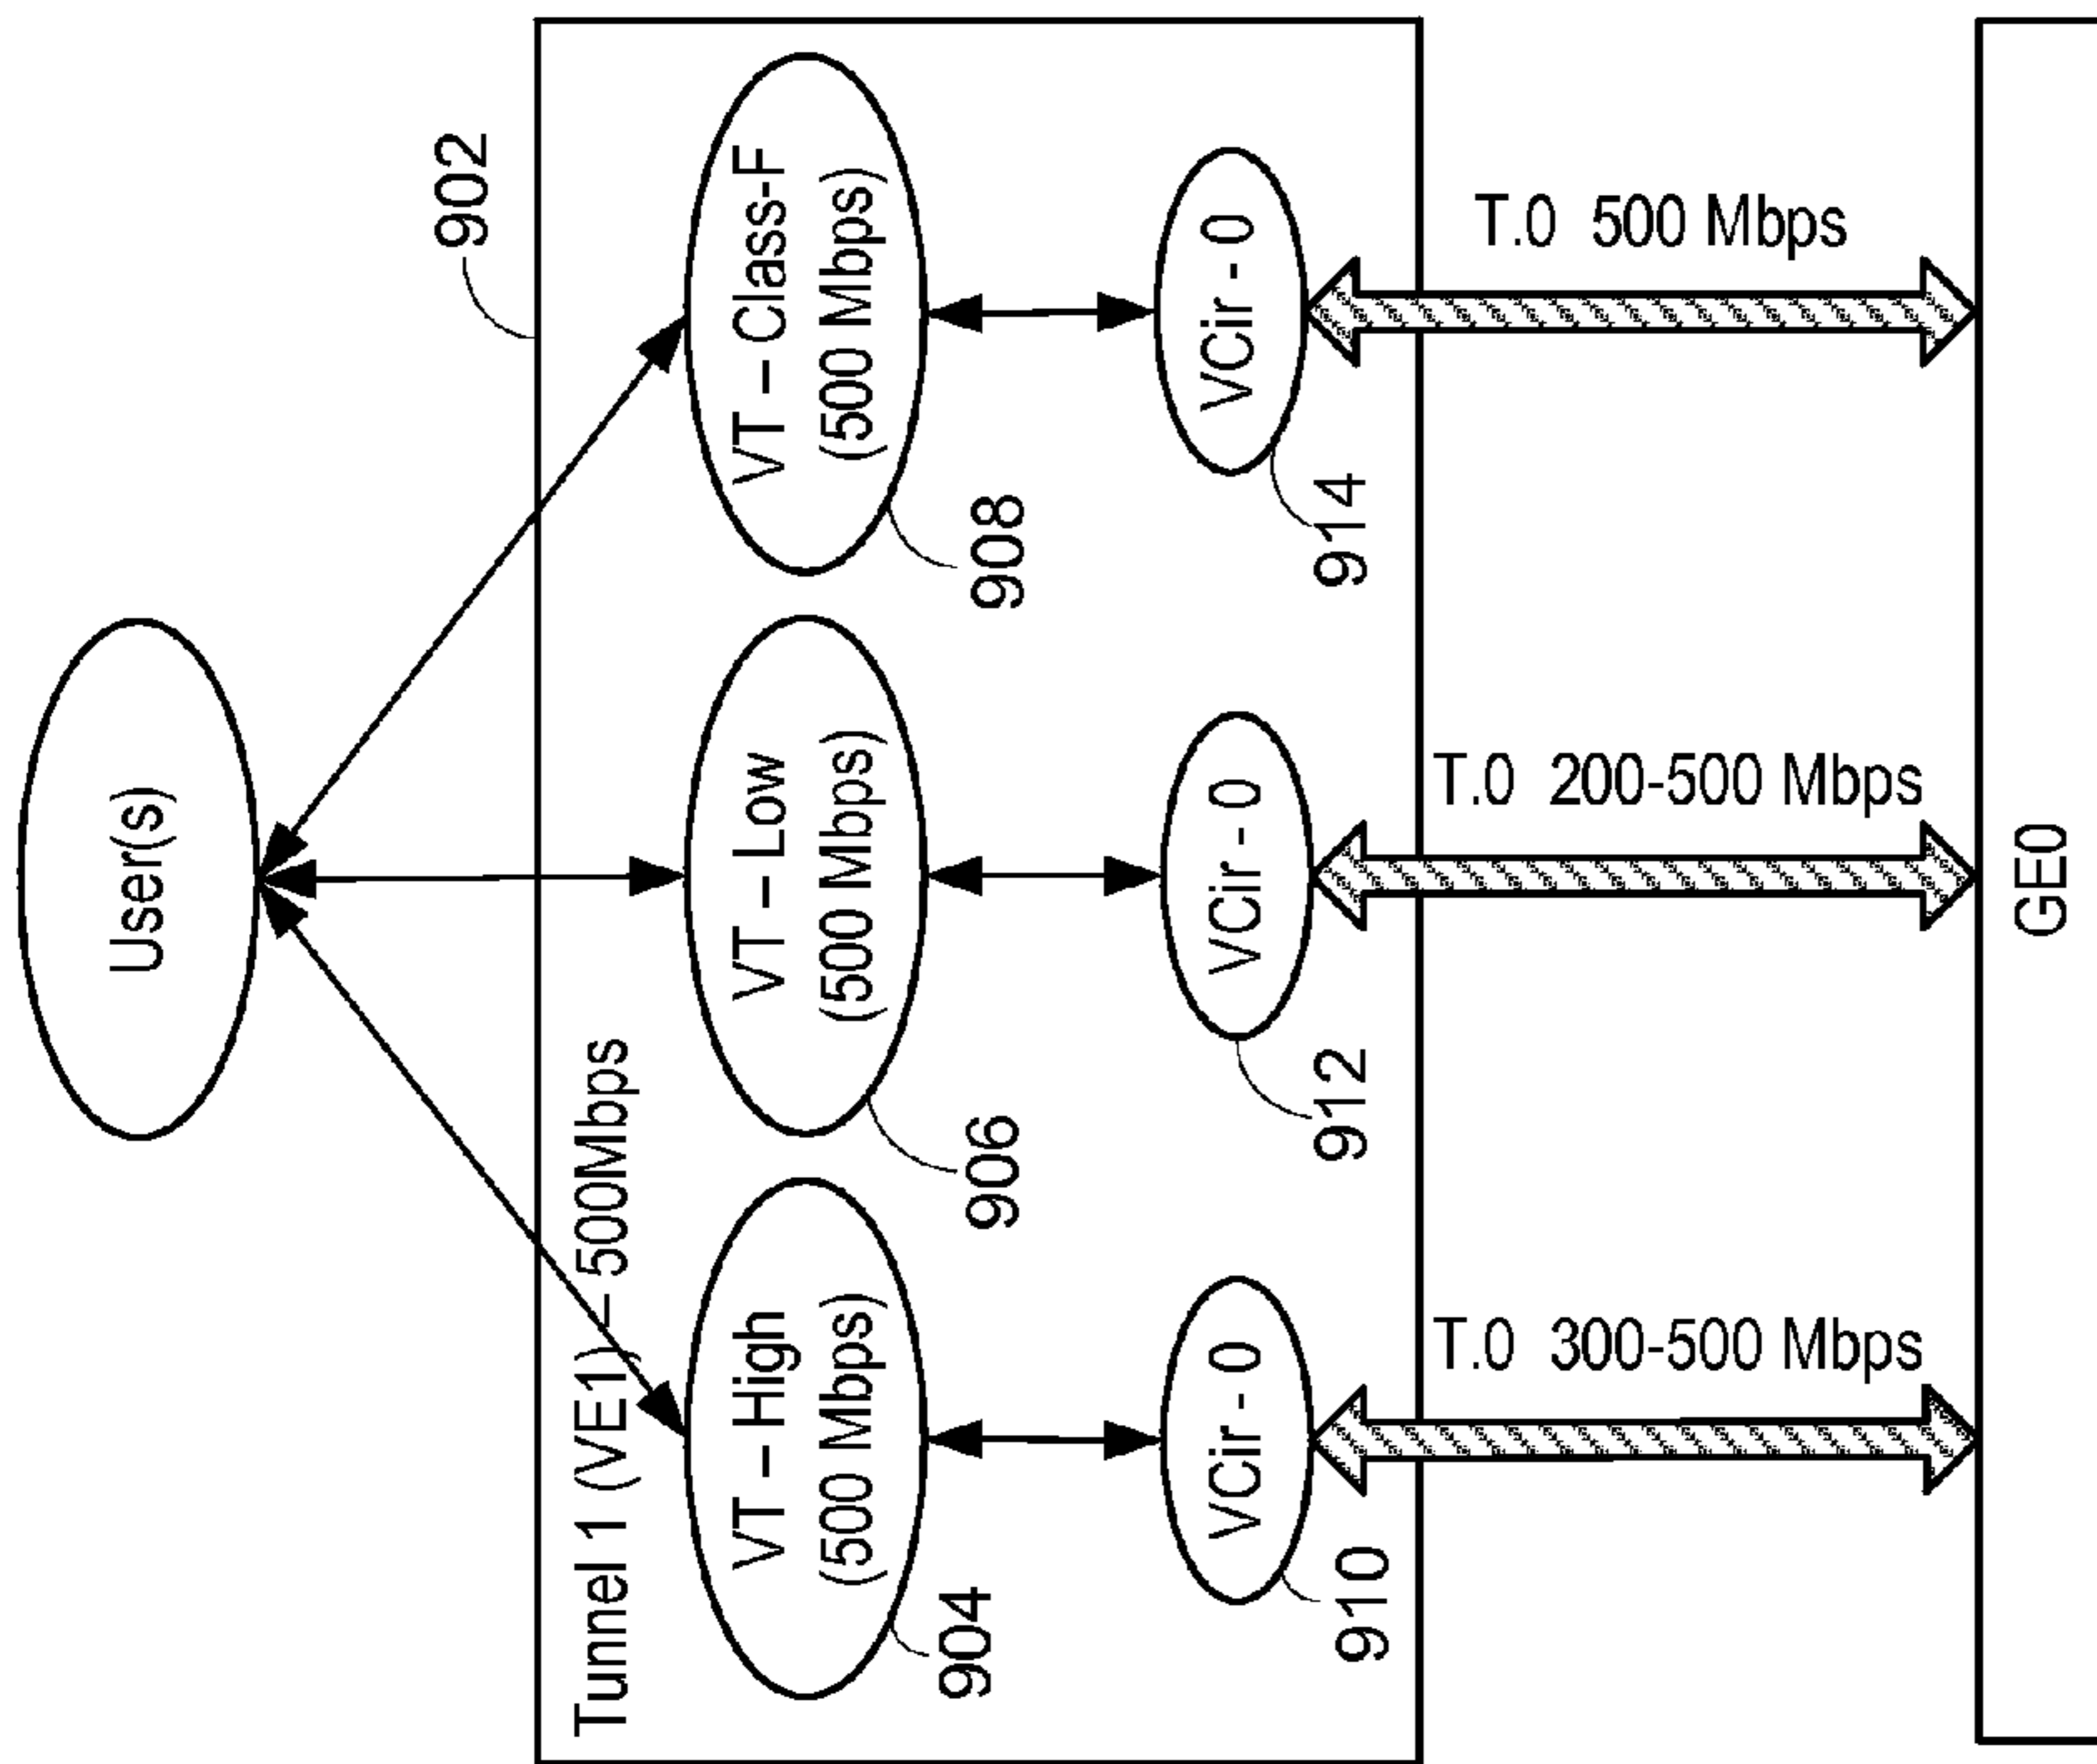 User(s)
902
Tunnel 1 (VE1) – 500Mbps
VT – High
(500 Mbps)
904
VT – Low
(500 Mbps)
906
VT – Class-F
(500 Mbps)
908
VCir - 0
910
VCir - 0
912
VCir - 0
914
T.0 300-500 Mbps
T.0 200-500 Mbps
T.0 500 Mbps
GE0